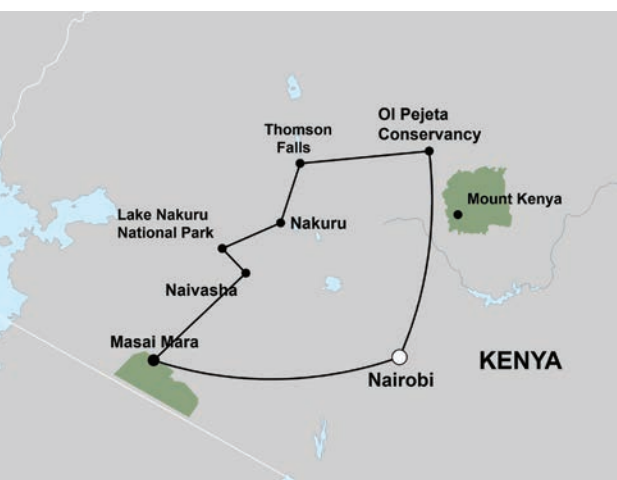 Ol Pejeta
Conservancy
Thomson
Falls
Mount Kenya
Lake Nakuru
National Park
Nakuru
Naivasha
Masai Mara
Nairobi
KENYA